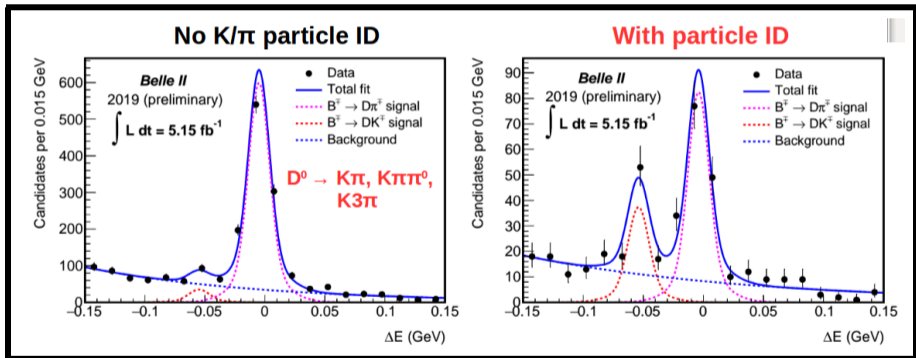 No K/π particle ID
Candidates per 0.015 GeV
600
500
400
300
200
100
0
Belle II
2019 (preliminary)
∫ L dt = 5.15 fb⁻¹
Data
Total fit
B∓ → Dπ∓ signal
B∓ → DK∓ signal
Background
D⁰ → Kπ, Kππ⁰,
K3π
−0.15 −0.1 −0.05 0 0.05 0.1 0.15
ΔE (GeV)
With particle ID
Candidates per 0.015 GeV
90
80
70
60
50
40
30
20
10
0
Belle II
2019 (preliminary)
∫ L dt = 5.15 fb⁻¹
Data
Total fit
B∓ → Dπ∓ signal
B∓ → DK∓ signal
Background
−0.15 −0.1 −0.05 0 0.05 0.1 0.15
ΔE (GeV)